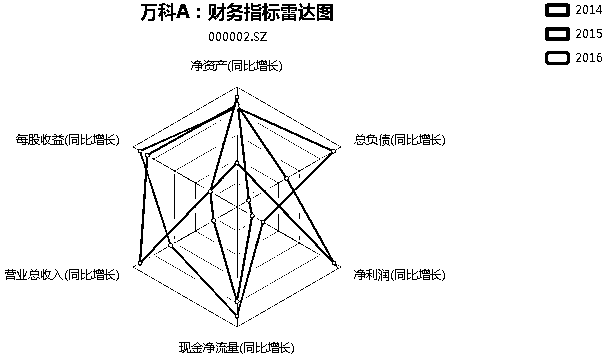 万科A：财务指标雷达图
000002.SZ
2014
2015
2016
净资产(同比增长)
每股收益(同比增长)
总负债(同比增长)
营业总收入(同比增长)
净利润(同比增长)
现金净流量(同比增长)